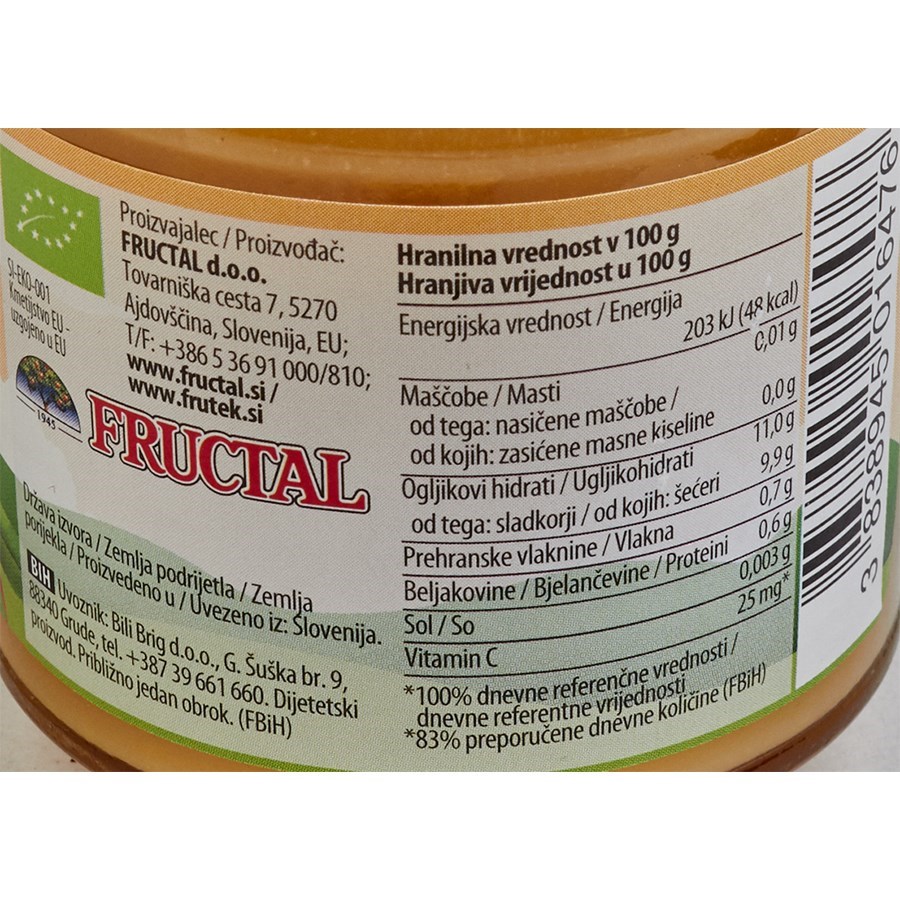 SI-EKO-001
Kmetijstvo EU -
uzgojeno u EU
1945
Proizvajalec / Proizvođač:
FRUCTAL d.o.o.
Tovarniška cesta 7, 5270
Ajdovščina, Slovenija, EU;
T/F: +386 5 36 91 000/810;
www.fructal.si /
www.frutek.si
FRUCTAL
Država izvora / Zemlja podrijetla / Zemlja
porijekla / Proizvedeno u / Uvezeno iz: Slovenija.
BIH Uvoznik: Bili Brig d.o.o., G. Šuška br. 9,
88340 Grude, tel. +387 39 661 660. Dijetetski
proizvod. Približno jedan obrok. (FBiH)
Hranilna vrednost v 100 g
Hranjiva vrijednost u 100 g
Energijska vrednost / Energija
203 kJ (48 kcal)
Maščobe / Masti 0,01 g
od tega: nasičene maščobe /
od kojih: zasićene masne kiseline 0,0 g
Ogljikovi hidrati / Ugljikohidrati 11,0 g
od tega: sladkorji / od kojih: šećeri 9,9 g
Prehranske vlaknine / Vlakna 0,7 g
Beljakovine / Bjelančevine / Proteini 0,6 g
Sol / So 0,003 g
Vitamin C 25 mg*
*100% dnevne referenčne vrednosti /
dnevne referentne vrijednosti
*83% preporučene dnevne količine (FBiH)
3 838945 016476